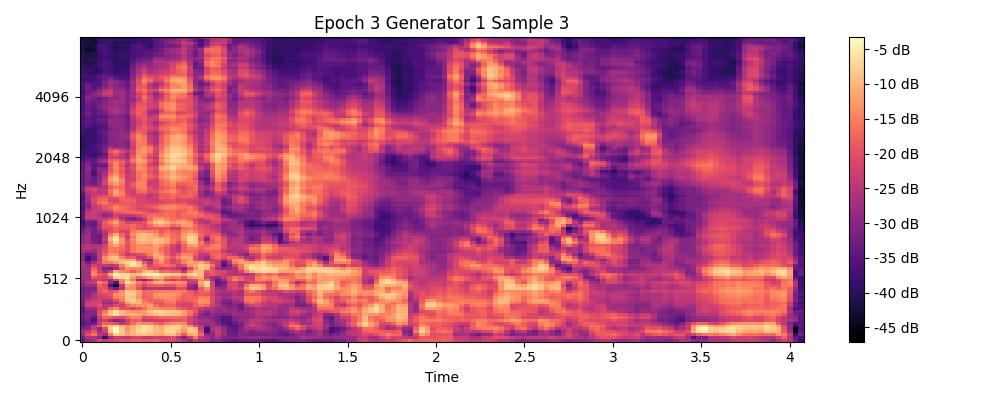 Epoch 3 Generator 1 Sample 3
Hz
4096
2048
1024
512
0
0
0.5
1
1.5
2
2.5
3
3.5
4
Time
-5 dB
-10 dB
-15 dB
-20 dB
-25 dB
-30 dB
-35 dB
-40 dB
-45 dB